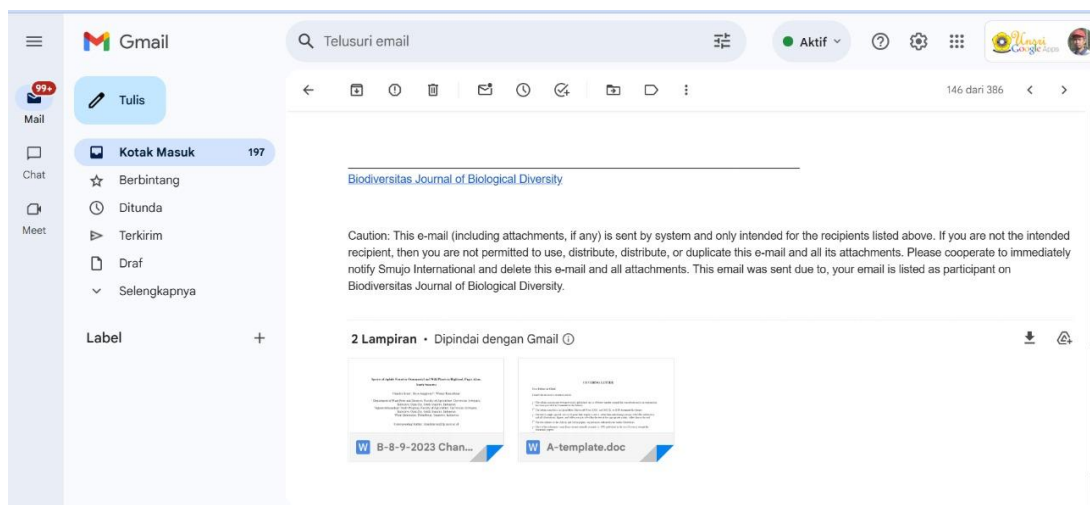 Gmail
Telusuri email
Aktif
Unsri
Google Apps
99+
Mail
Tulis
146 dari 386
Kotak Masuk 197
Chat
Berbintang
Ditunda
Meet
Terkirim
Draf
Selengkapnya
Label
Biodiversitas Journal of Biological Diversity
Caution: This e-mail (including attachments, if any) is sent by system and only intended for the recipients listed above. If you are not the intended
recipient, then you are not permitted to use, distribute, distribute, or duplicate this e-mail and all its attachments. Please cooperate to immediately
notify Smujo International and delete this e-mail and all attachments. This email was sent due to, your email is listed as participant on
Biodiversitas Journal of Biological Diversity.
2 Lampiran • Dipindai dengan Gmail
COVERING LETTER
W B-8-9-2023 Chan...
W A-template.doc